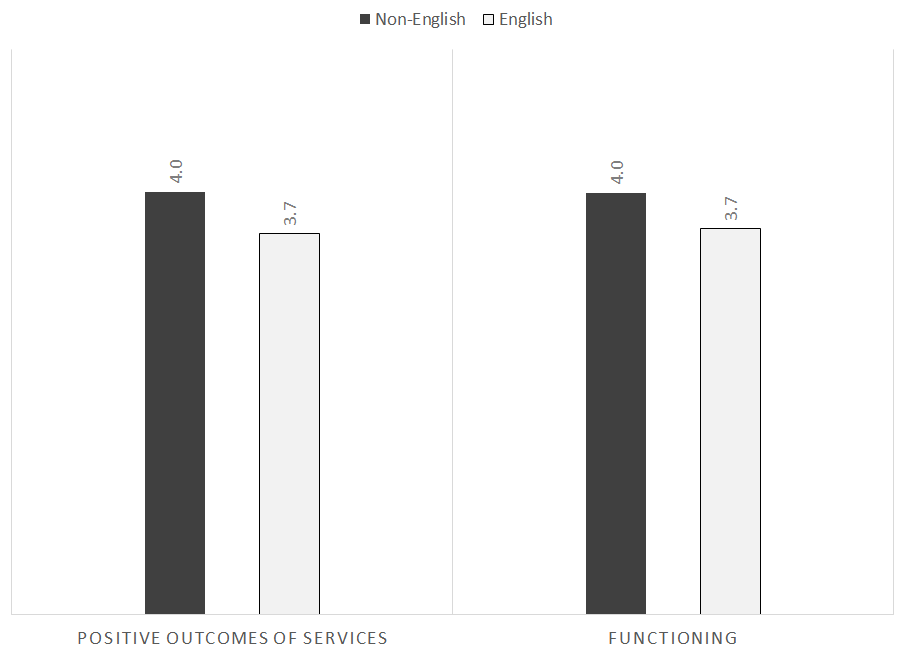 Non-English English
4.0
3.7
4.0
3.7
POSITIVE OUTCOMES OF SERVICES
FUNCTIONING